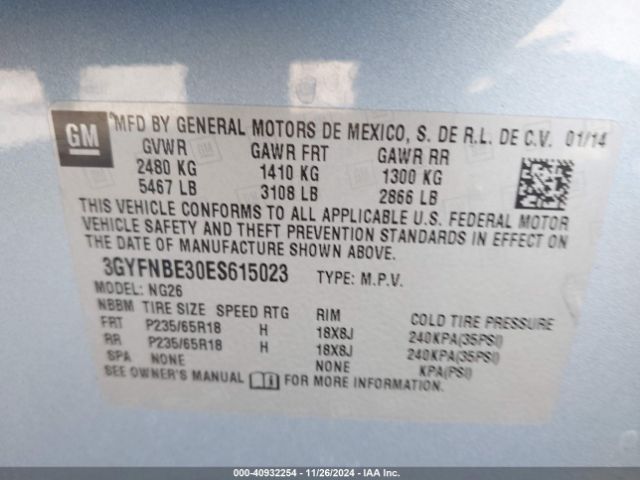 GM
MFD BY GENERAL MOTORS DE MEXICO, S. DE R.L. DE C.V. 01/14
GVWR GAWR FRT GAWR RR
2480 KG 1410 KG 1300 KG
5467 LB 3108 LB 2866 LB
THIS VEHICLE CONFORMS TO ALL APPLICABLE U.S. FEDERAL MOTOR
VEHICLE SAFETY AND THEFT PREVENTION STANDARDS IN EFFECT ON
THE DATE OF MANUFACTURE SHOWN ABOVE.
3GYFNBE30ES615023 TYPE: M.P.V.
MODEL: NG26
NBBM TIRE SIZE SPEED RTG RIM COLD TIRE PRESSURE
FRT P235/65R18 H 18X8J 240KPA(35PSI)
RR P235/65R18 H 18X8J 240KPA(35PSI)
SPA NONE NONE KPA(PSI)
SEE OWNER'S MANUAL FOR MORE INFORMATION.
000-40932254 - 11/26/2024 - IAA Inc.